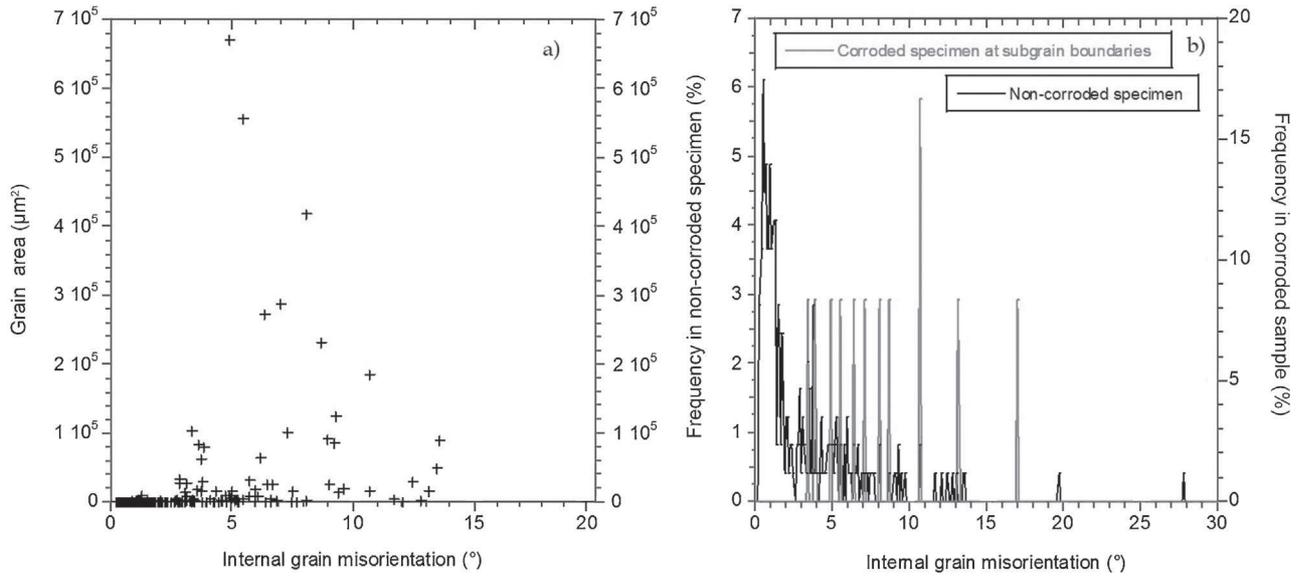 7 10⁵
6 10⁵
5 10⁵
4 10⁵
3 10⁵
2 10⁵
1 10⁵
0
Grain area (µm²)
a)
7 10⁵
6 10⁵
5 10⁵
4 10⁵
3 10⁵
2 10⁵
1 10⁵
0
0 5 10 15 20
Internal grain misorientation (°)
7
6
5
4
3
2
1
0
Frequency in non-corroded specimen (%)
Corroded specimen at subgrain boundaries
b)
Non-corroded specimen
20
15
10
5
0
Frequency in corroded sample (%)
0 5 10 15 20 25 30
Internal grain misorientation (°)